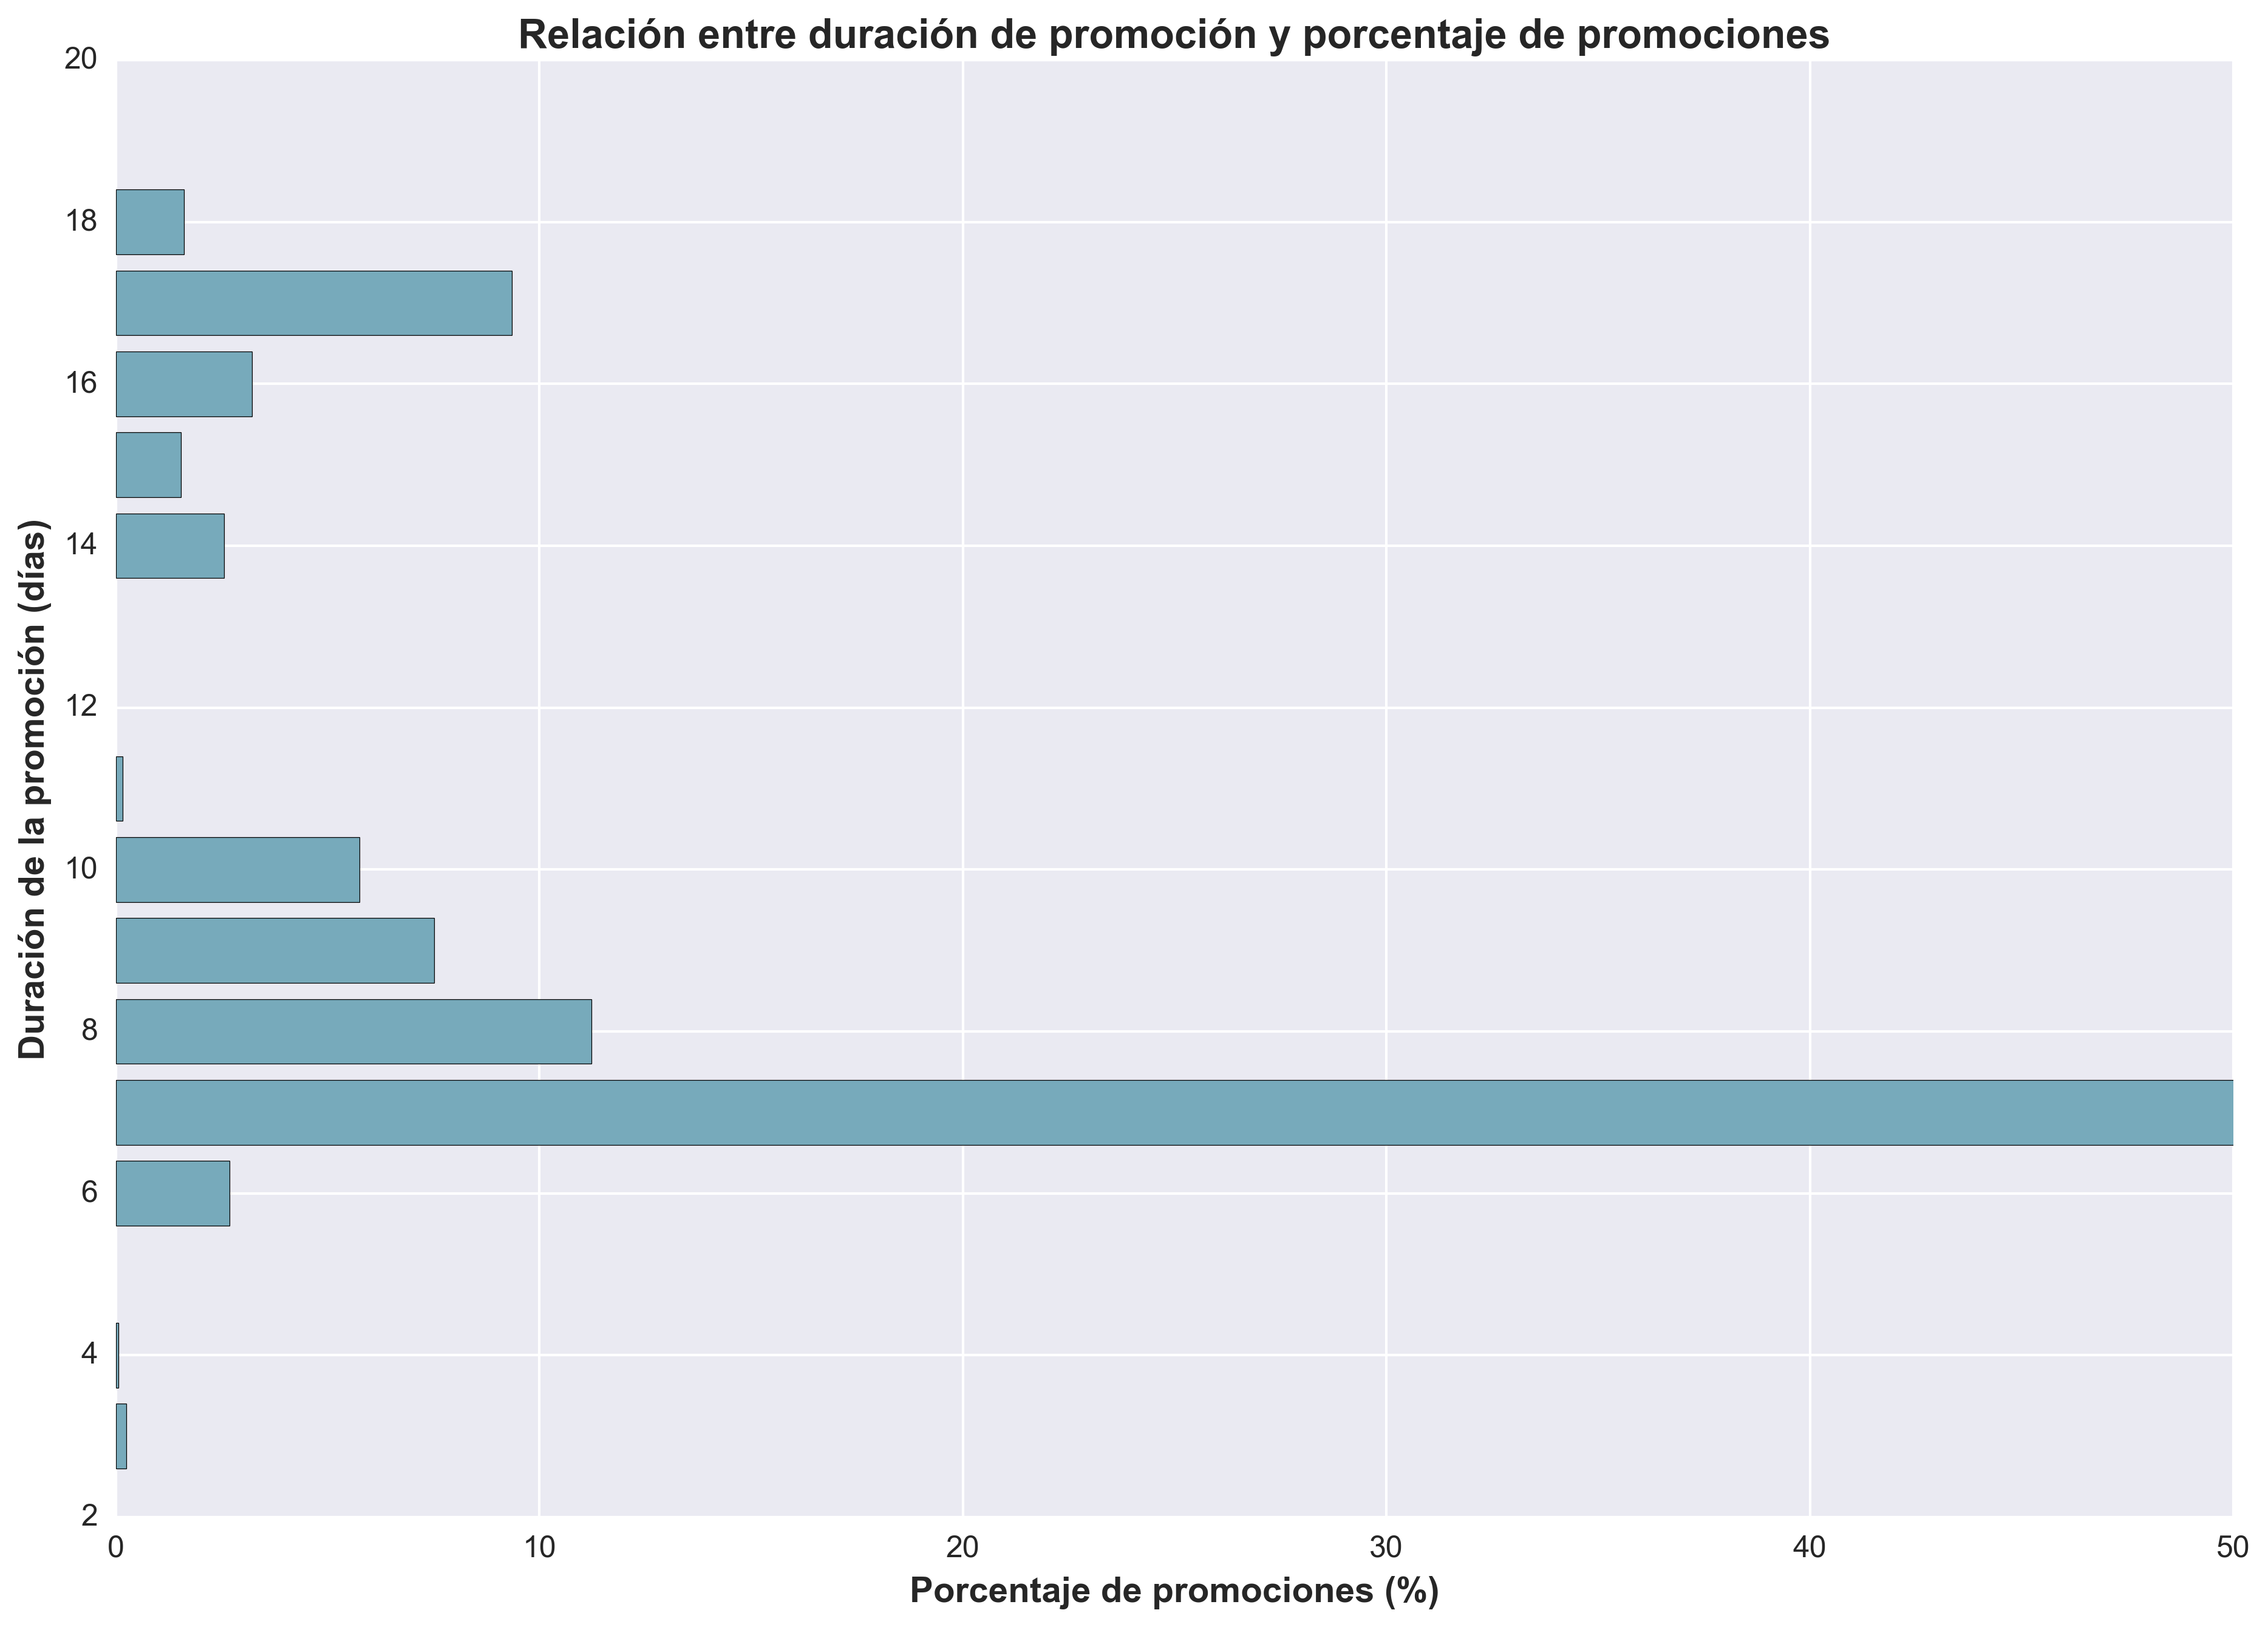 Relación entre duración de promoción y porcentaje de promociones
20
18
16
14
12
10
8
6
4
2
Duración de la promoción (días)
0 10 20 30 40 50
Porcentaje de promociones (%)